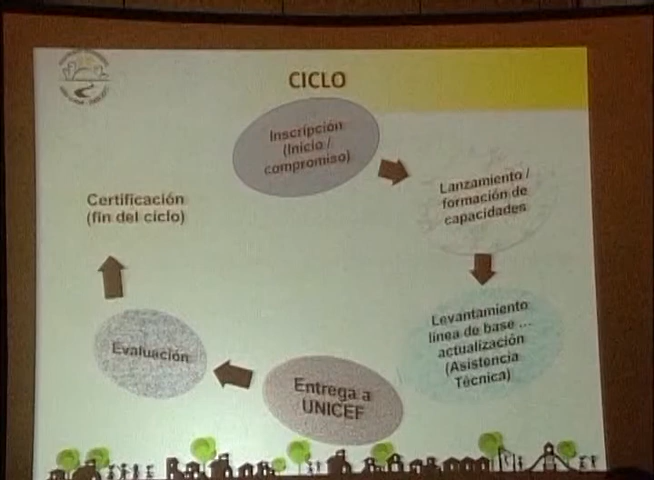 CICLO
Inscripción
(Inicio /
compromiso)
Lanzamiento /
formación de
capacidades
Levantamiento
línea de base ...
actualización
(Asistencia
Técnica)
Entrega a
UNICEF
Evaluación
Certificación
(fin del ciclo)